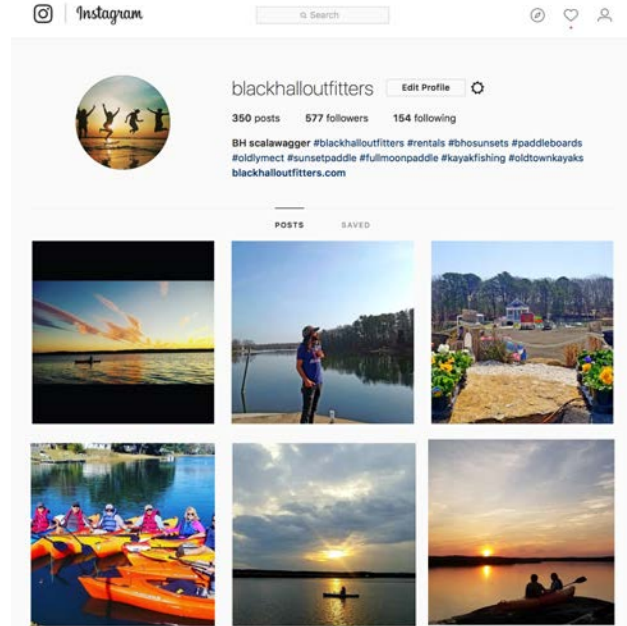 Instagram
Search
blackhalloutfitters Edit Profile
350 posts 577 followers 154 following
BH scalawagger #blackhalloutfitters #rentals #bhosunsets #paddleboards
#oldlymect #sunsetpaddle #fullmoonpaddle #kayakfishing #oldtownkayaks
blackhalloutfitters.com
POSTS SAVED